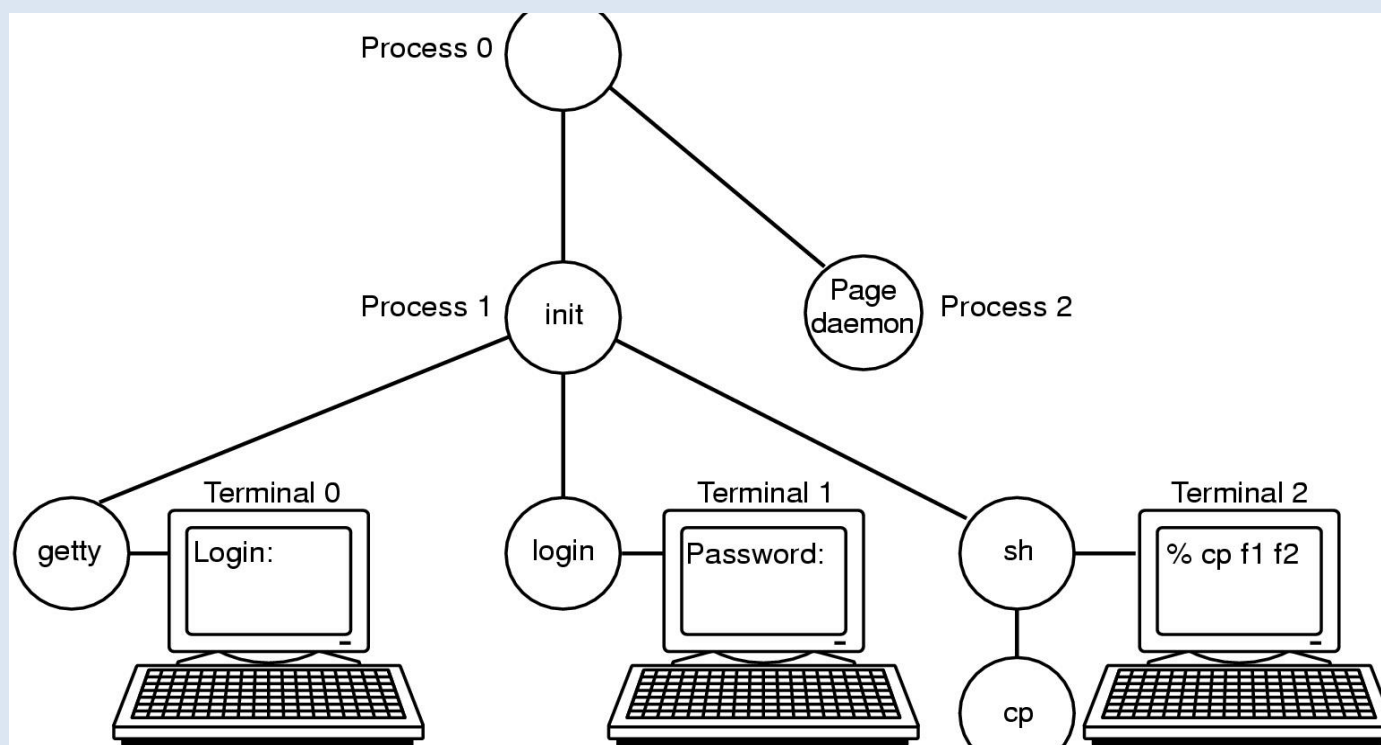 Process 0
Page
daemon
Process 1
init
Process 2
Terminal 0
Terminal 1
Terminal 2
getty
Login:
login
Password:
sh
% cp f1 f2
cp